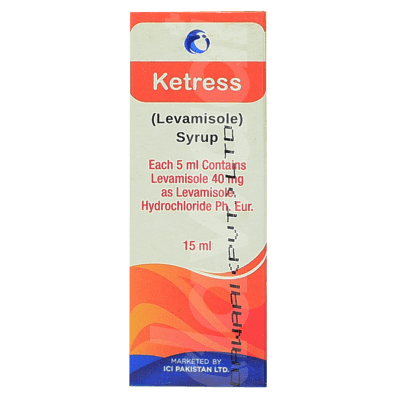 Ketress
(Levamisole)
Syrup
Each 5 ml Contains
Levamisole 40 mg
as Levamisole
Hydrochloride Ph. Eur.
15 ml
MARKETED BY
ICI PAKISTAN LTD.